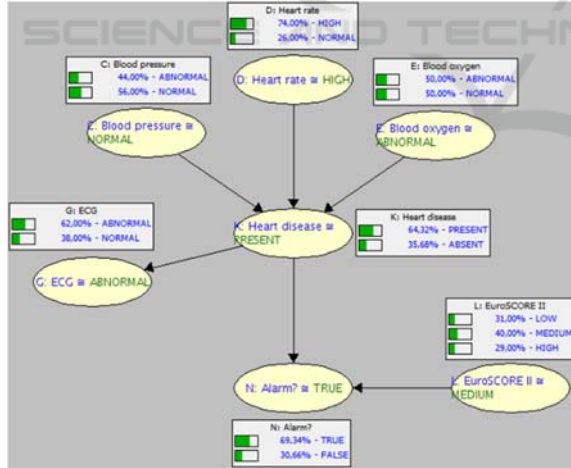 SCIENCE AND TECHN
D: Heart rate
74,00% - HIGH
26,00% - NORMAL
C: Blood pressure
44,00% - ABNORMAL
56,00% - NORMAL
E: Blood oxygen
50,00% - ABNORMAL
50,00% - NORMAL
D: Heart rate ≅ HIGH
C: Blood pressure ≅
NORMAL
E: Blood oxygen ≅
ABNORMAL
G: ECG
62,00% - ABNORMAL
38,00% - NORMAL
K: Heart disease ≅
PRESENT
K: Heart disease
64,32% - PRESENT
35,68% - ABSENT
G: ECG ≅ ABNORMAL
L: EuroSCORE II
31,00% - LOW
40,00% - MEDIUM
29,00% - HIGH
N: Alarm? ≅ TRUE
L: EuroSCORE II ≅
MEDIUM
N: Alarm?
69,34% - TRUE
30,66% - FALSE